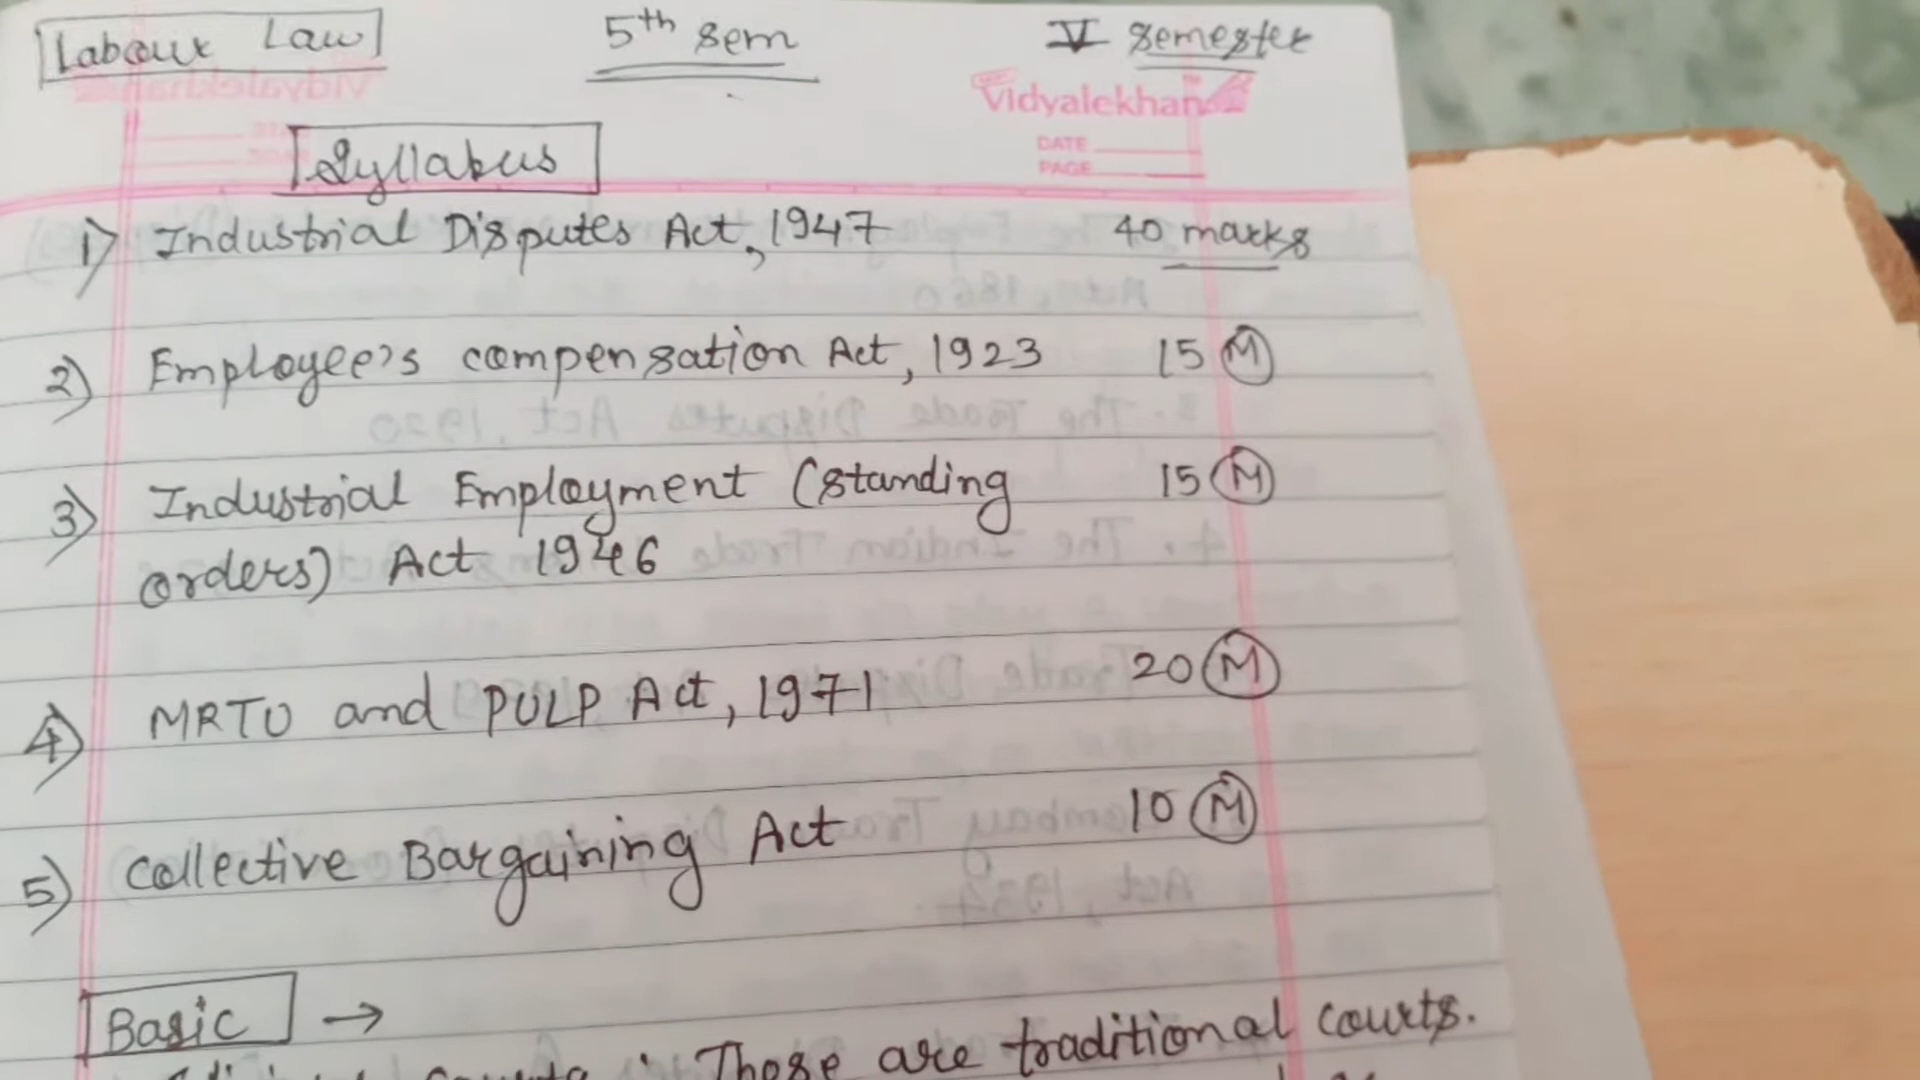 Labour Law 5th sem V semester
Vidyalekhan
DATE
PAGE
Syllabus
1) Industrial Disputes Act, 1947 40 marks
2) Employee's compensation Act, 1923 15 M
3) Industrial Employment (standing 15 M
orders) Act 1946
4) MRTU and PULP Act, 1971 20 M
5) Collective Bargaining Act 10 M
Basic →
These are traditional courts.